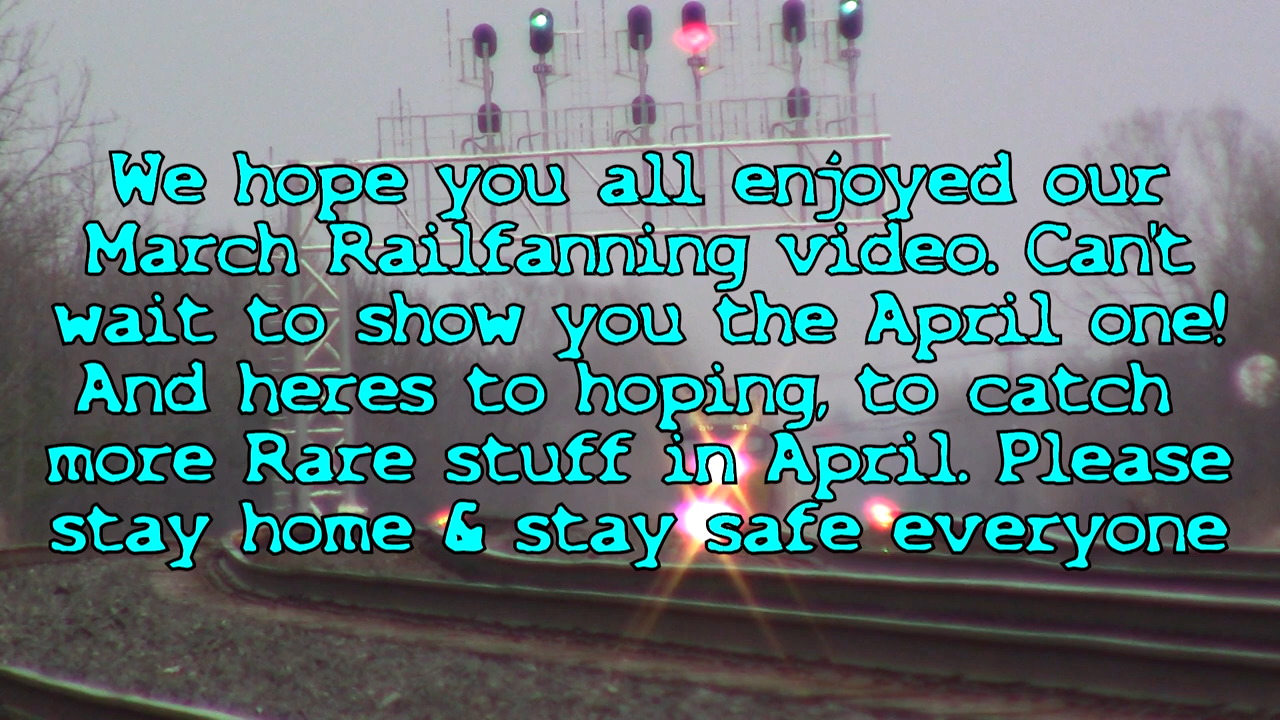 We hope you all enjoyed our
March Railfanning video. Can't
wait to show you the April one!
And heres to hoping, to catch
more Rare stuff in April. Please
stay home & stay safe everyone